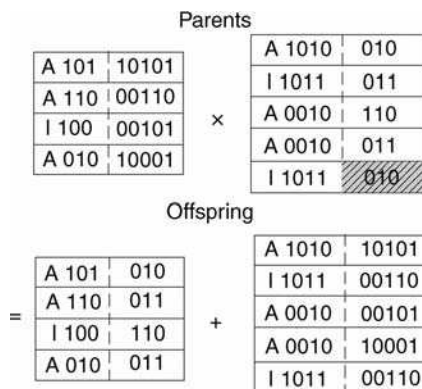 Parents
A 101 10101
A 110 00110
I 100 00101
A 010 10001
×
A 1010 010
I 1011 011
A 0010 110
A 0010 011
I 1011 010
Offspring
=
A 101 010
A 110 011
I 100 110
A 010 011
+
A 1010 10101
I 1011 00110
A 0010 00101
A 0010 10001
I 1011 00110